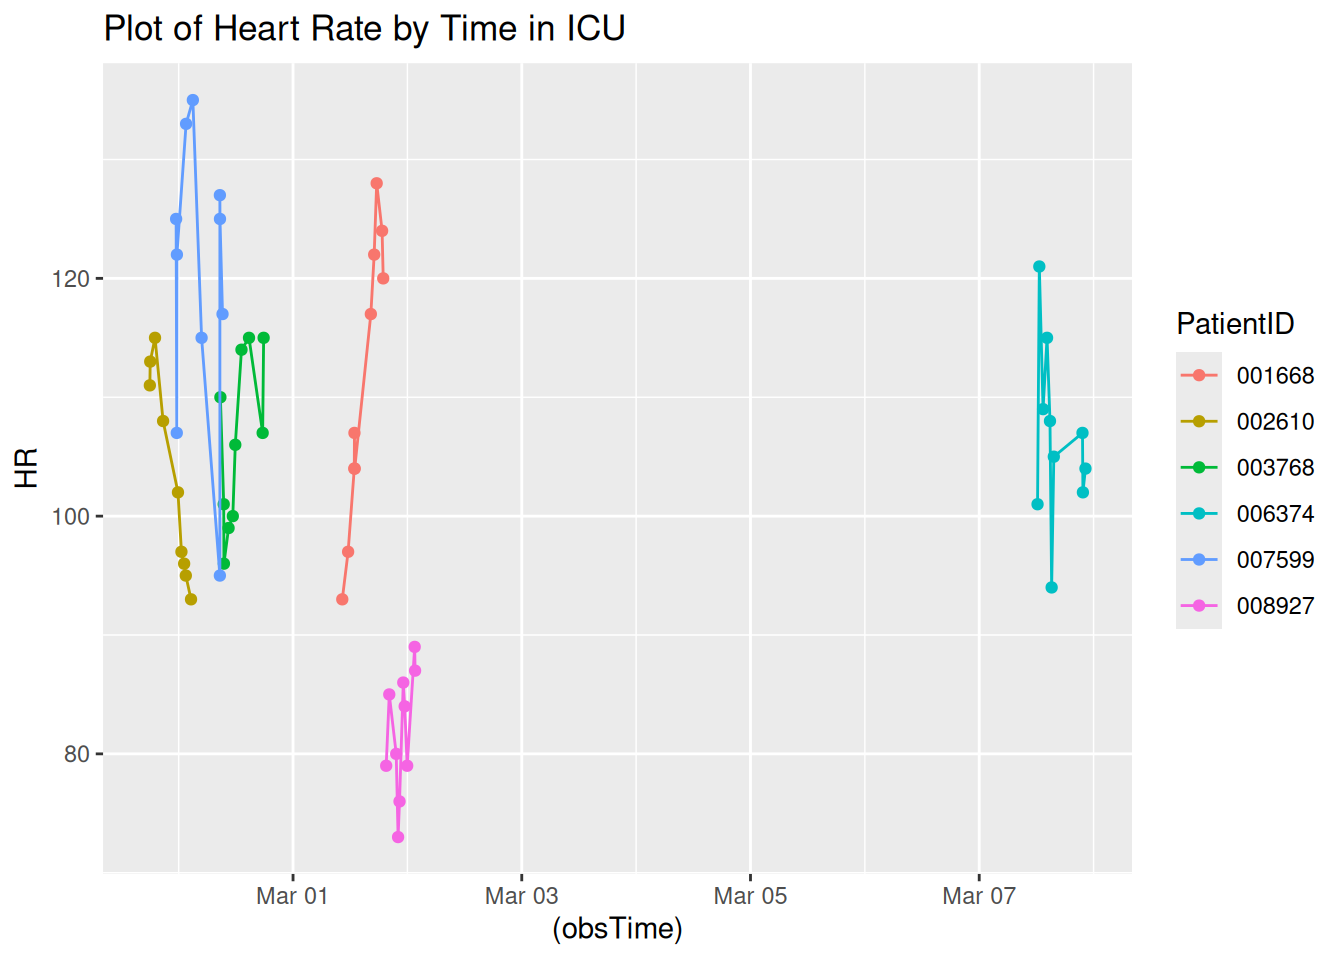 Plot of Heart Rate by Time in ICU
HR
120
100
80
Mar 01
Mar 03
Mar 05
Mar 07
(obsTime)
PatientID
001668
002610
003768
006374
007599
008927